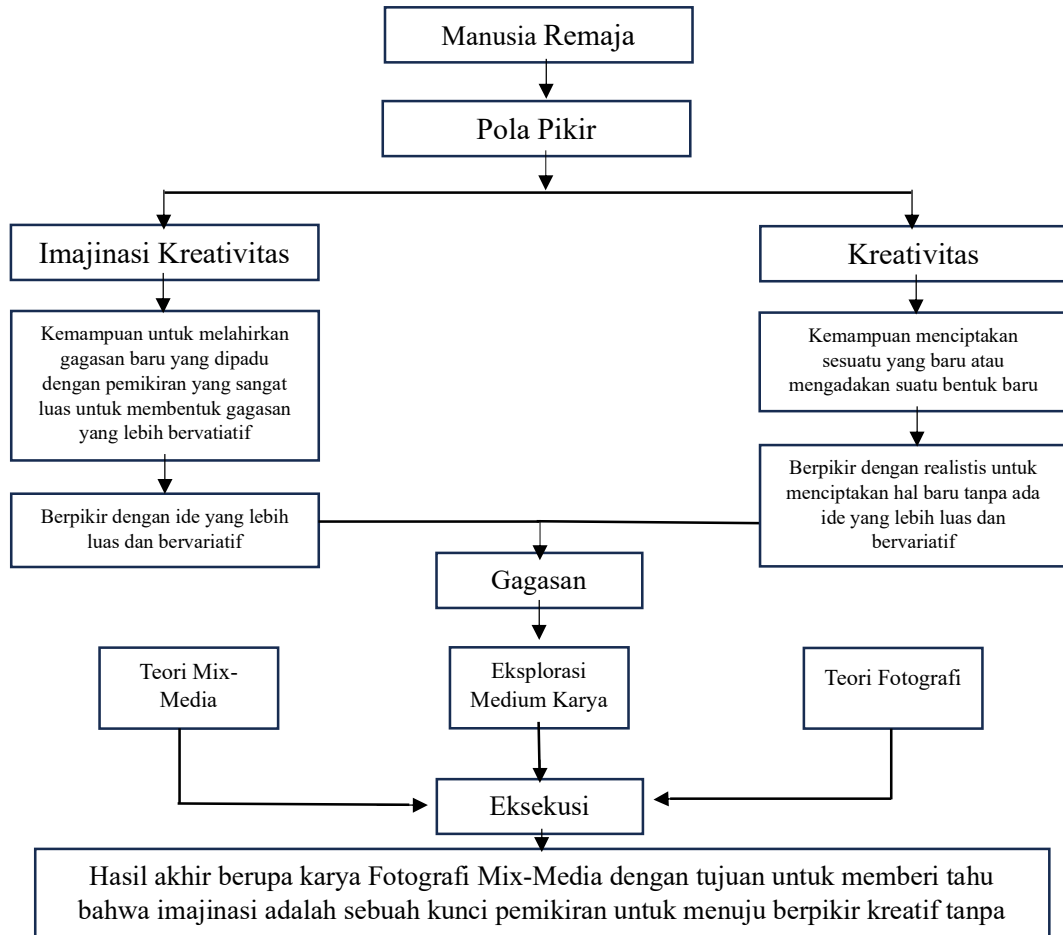 Manusia Remaja
Pola Pikir
Imajinasi Kreativitas
Kreativitas
Kemampuan untuk melahirkan
gagasan baru yang dipadu
dengan pemikiran yang sangat
luas untuk membentuk gagasan
yang lebih bervatiatif
Kemampuan menciptakan
sesuatu yang baru atau
mengadakan suatu bentuk baru
Berpikir dengan ide yang lebih
luas dan bervariatif
Berpikir dengan realistis untuk
menciptakan hal baru tanpa ada
ide yang lebih luas dan
bervariatif
Gagasan
Teori Mix-
Media
Eksplorasi
Medium Karya
Teori Fotografi
Eksekusi
Hasil akhir berupa karya Fotografi Mix-Media dengan tujuan untuk memberi tahu
bahwa imajinasi adalah sebuah kunci pemikiran untuk menuju berpikir kreatif tanpa